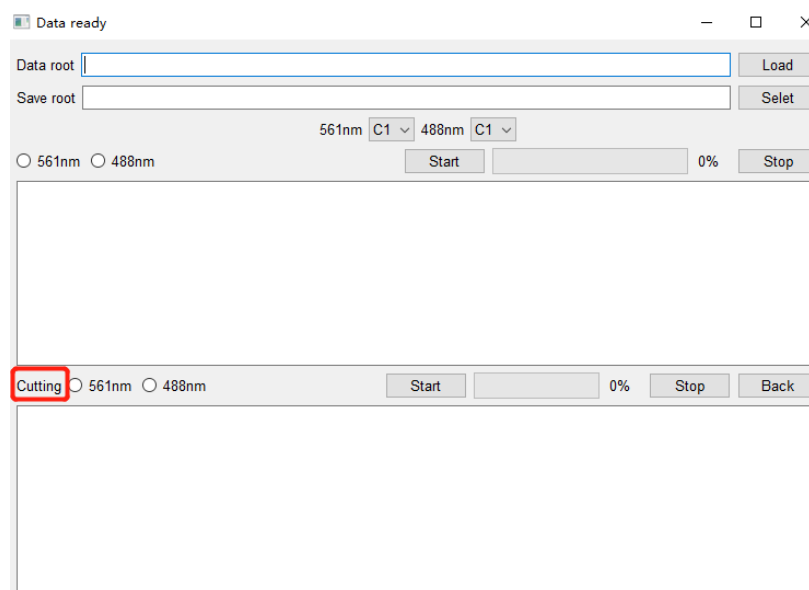 Data ready
Data root Load
Save root Selet
561nm C1 488nm C1
561nm 488nm Start 0% Stop
Cutting 561nm 488nm Start 0% Stop Back